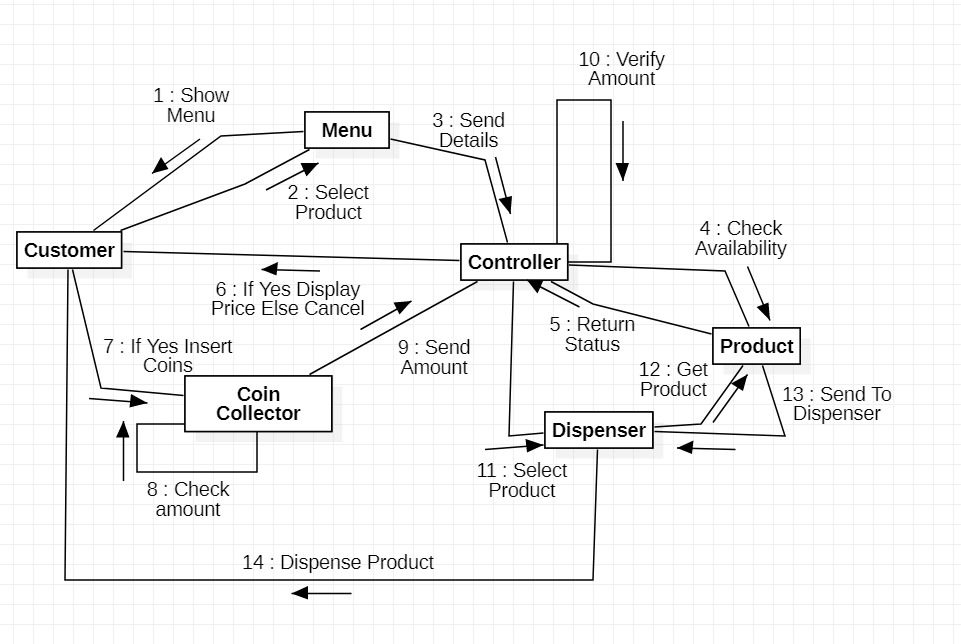 10 : Verify
Amount
1 : Show
Menu
Menu
3 : Send
Details
2 : Select
Product
Customer
Controller
4 : Check
Availability
6 : If Yes Display
Price Else Cancel
5 : Return
Status
Product
7 : If Yes Insert
Coins
9 : Send
Amount
12 : Get
Product
13 : Send To
Dispenser
Coin
Collector
Dispenser
11 : Select
Product
8 : Check
amount
14 : Dispense Product